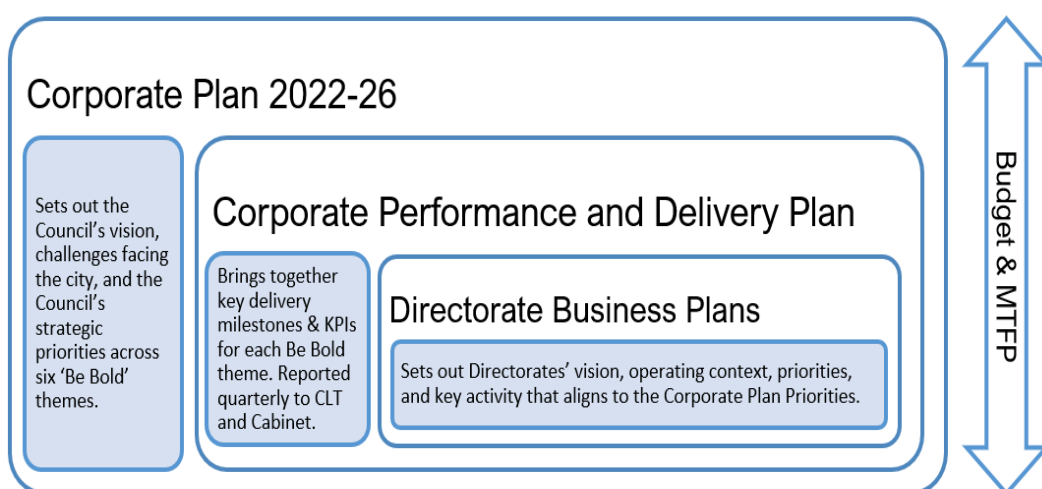 Corporate Plan 2022-26
Sets out the
Council’s vision,
challenges facing
the city, and the
Council’s
strategic
priorities across
six ‘Be Bold’
themes.
Corporate Performance and Delivery Plan
Brings together
key delivery
milestones & KPIs
for each Be Bold
theme. Reported
quarterly to CLT
and Cabinet.
Directorate Business Plans
Sets out Directorates’ vision, operating context, priorities,
and key activity that aligns to the Corporate Plan Priorities.
Budget & MTFP